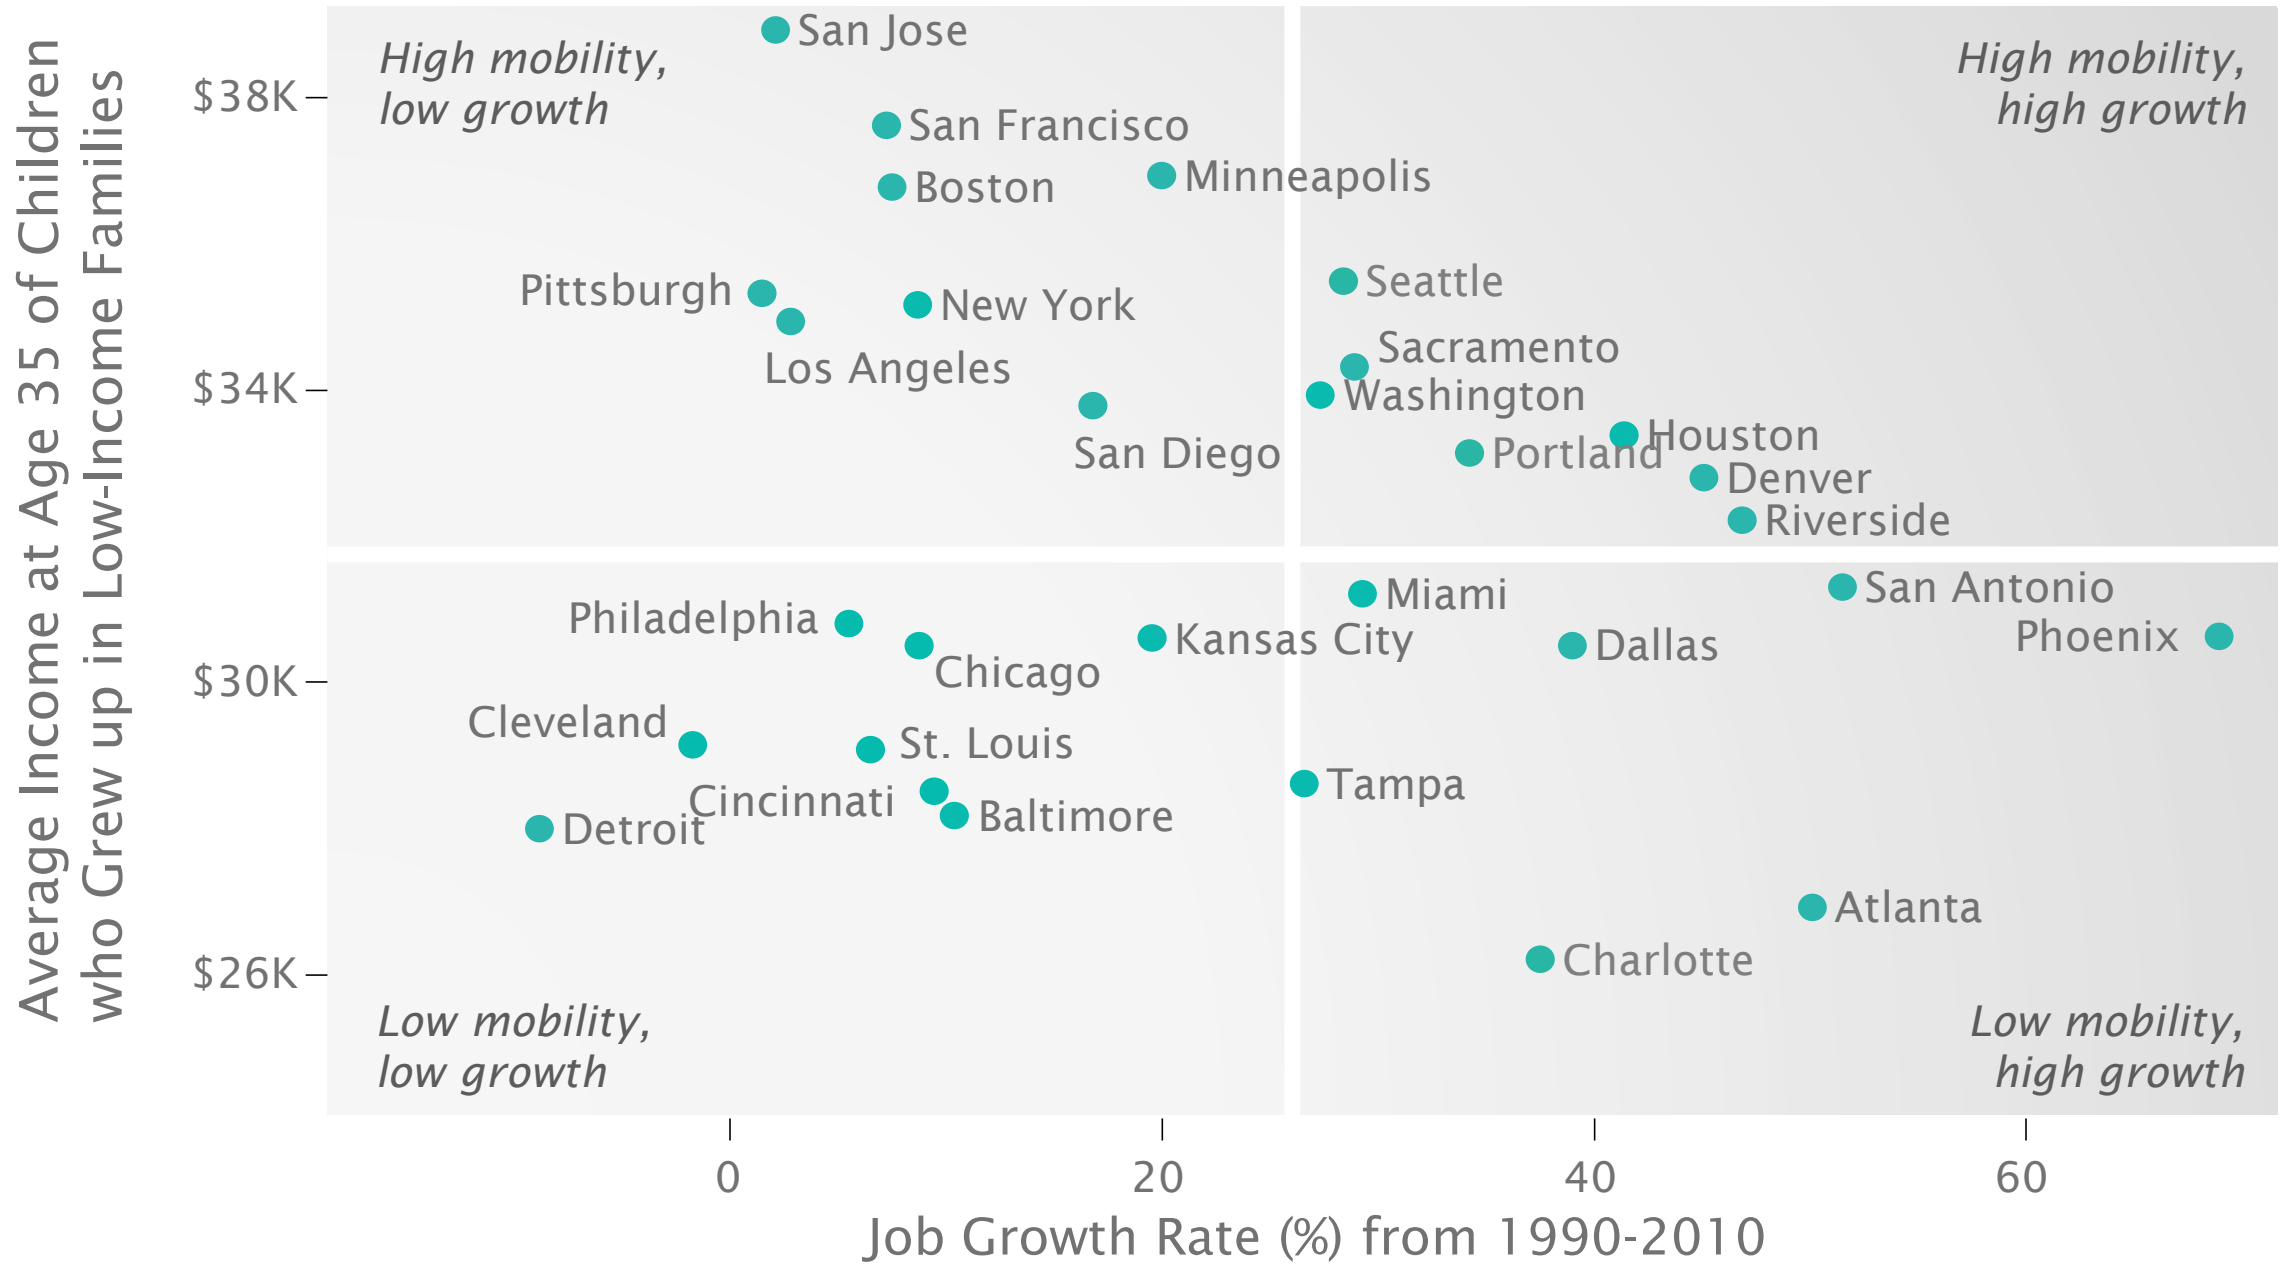 Average Income at Age 35 of Children
who Grew up in Low-Income Families
$38K
$34K
$30K
$26K
High mobility,
low growth
High mobility,
high growth
San Jose
San Francisco
Minneapolis
Boston
Seattle
Pittsburgh
New York
Sacramento
Los Angeles
Washington
Houston
San Diego
Portland
Denver
Riverside
San Antonio
Miami
Philadelphia
Phoenix
Kansas City
Dallas
Chicago
Cleveland
St. Louis
Tampa
Cincinnati
Baltimore
Detroit
Atlanta
Charlotte
Low mobility,
low growth
Low mobility,
high growth
0
20
40
60
Job Growth Rate (%) from 1990-2010